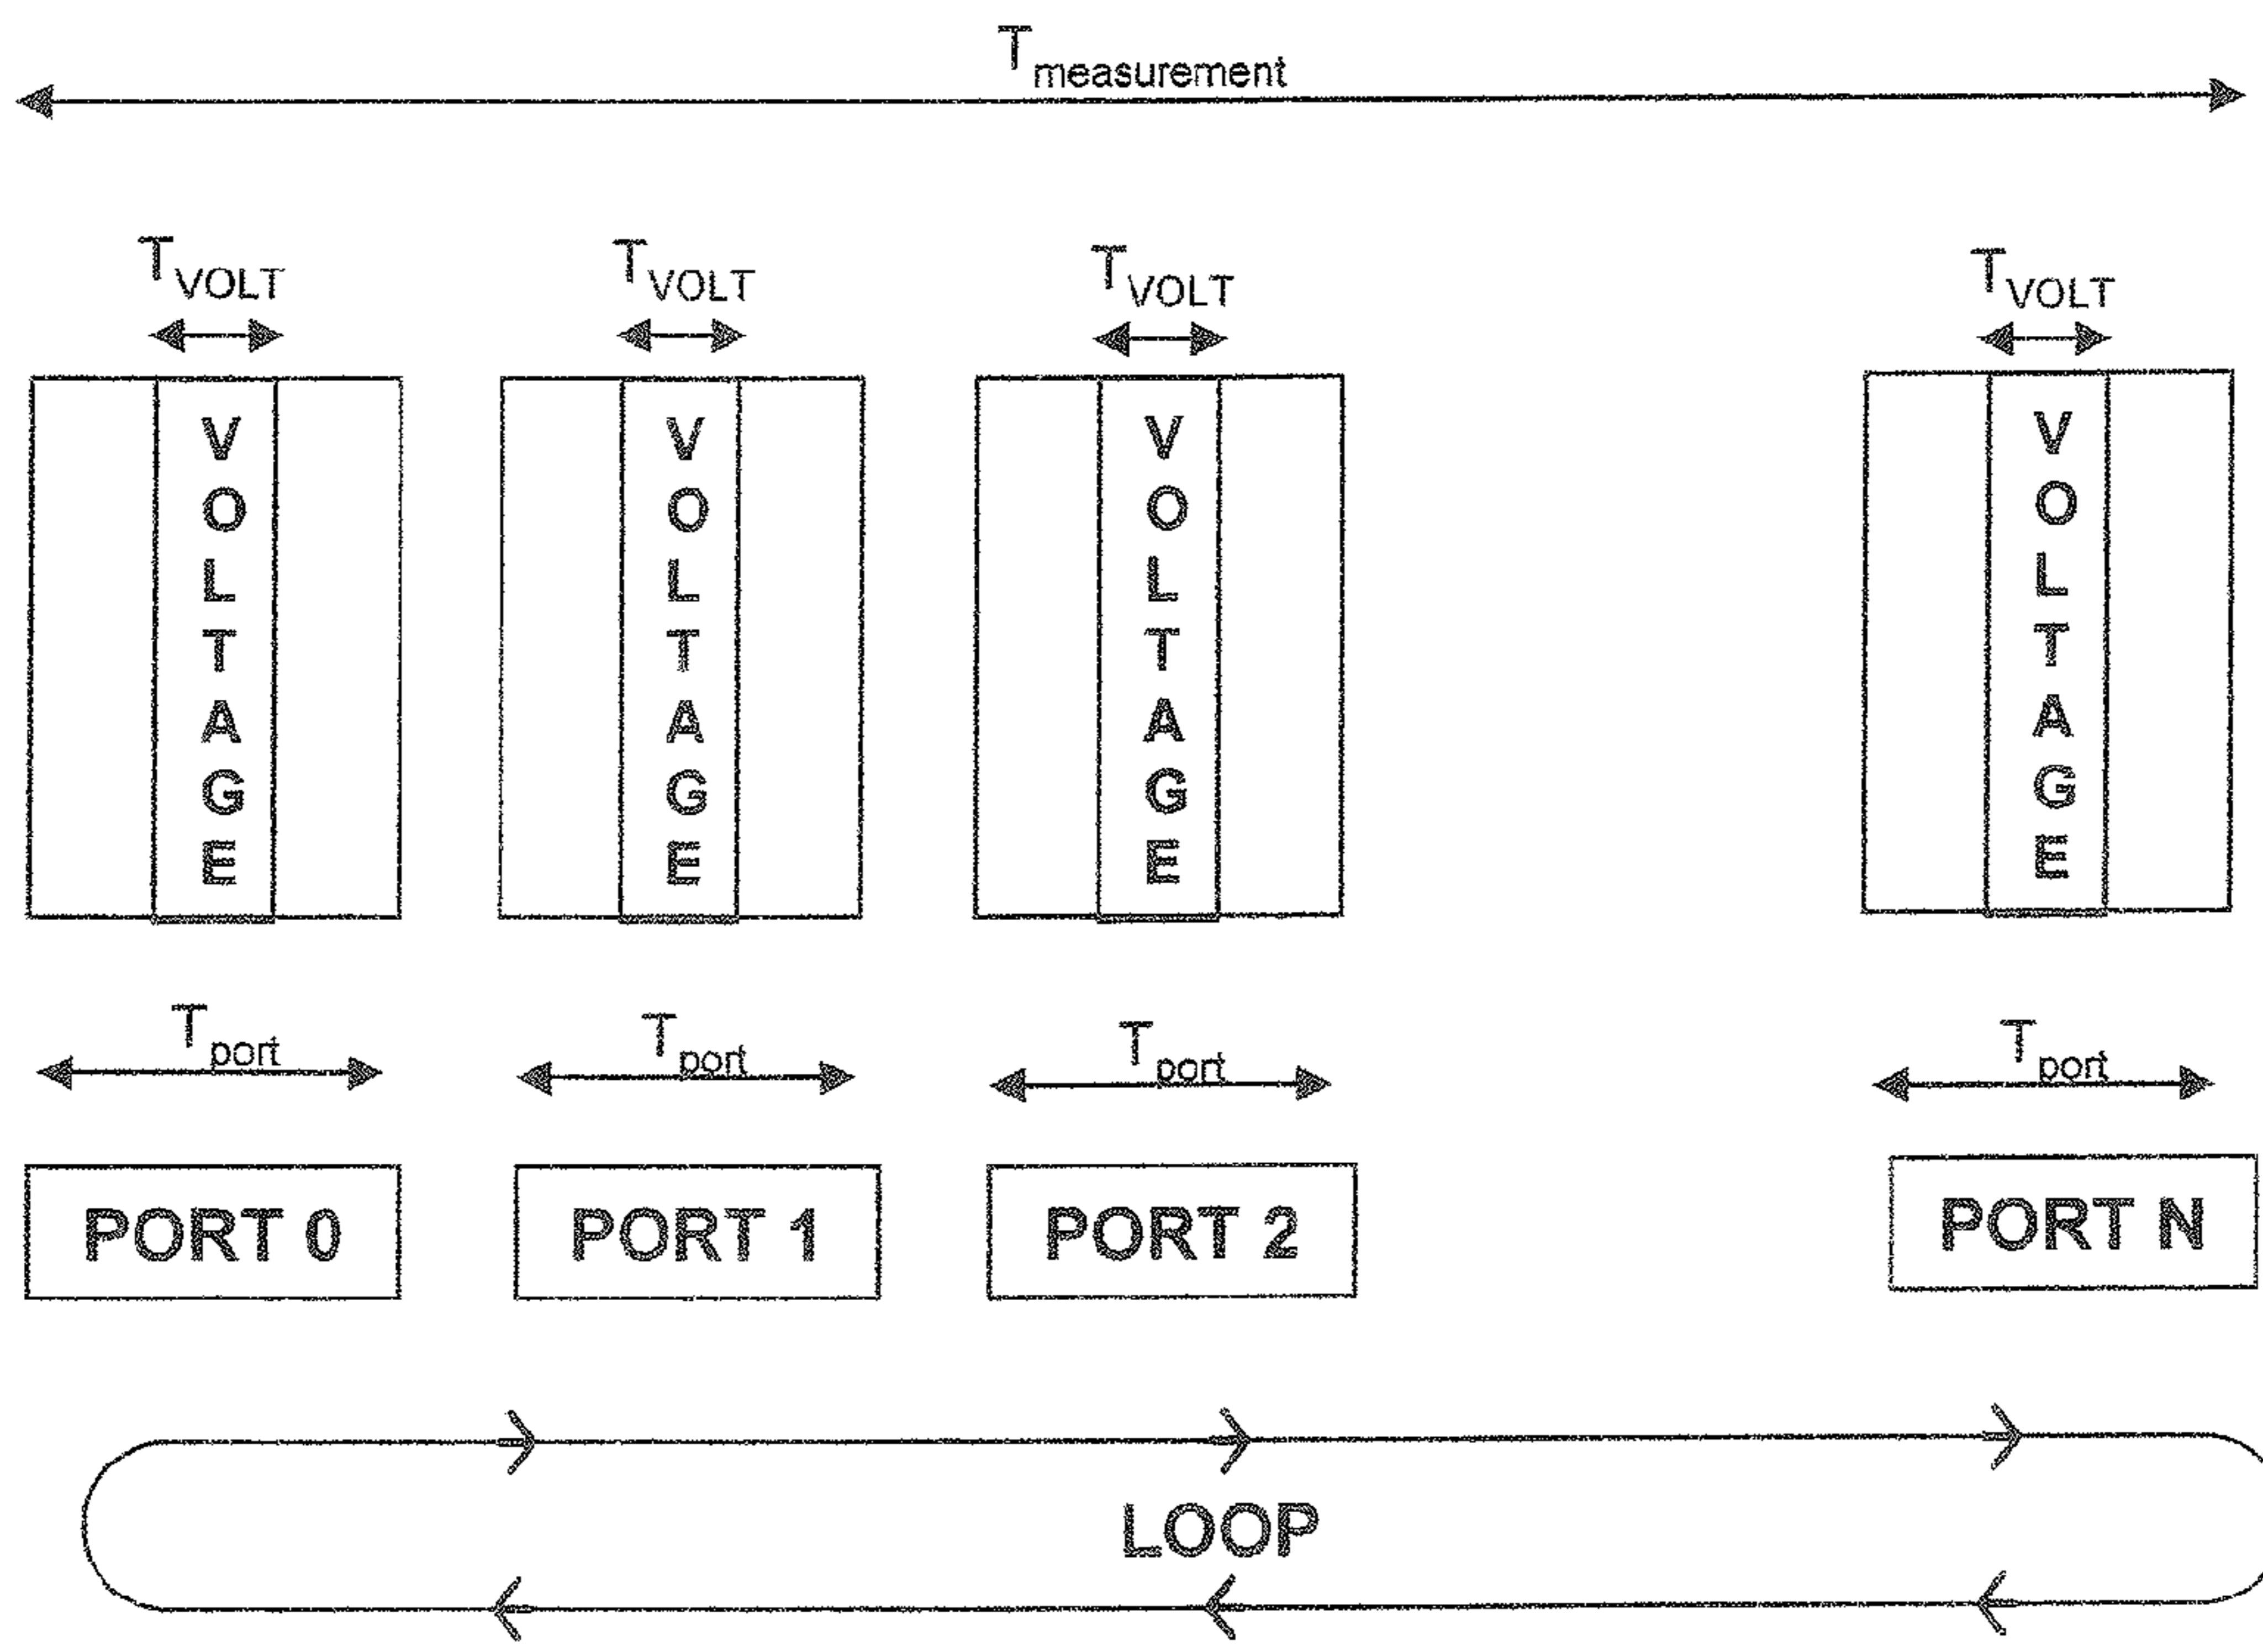 Tmeasurement
TVOLT TVOLT TVOLT TVOLT
VOLTAGE VOLTAGE VOLTAGE VOLTAGE
Tport Tport Tport Tport
PORT 0 PORT 1 PORT 2 PORT N
LOOP